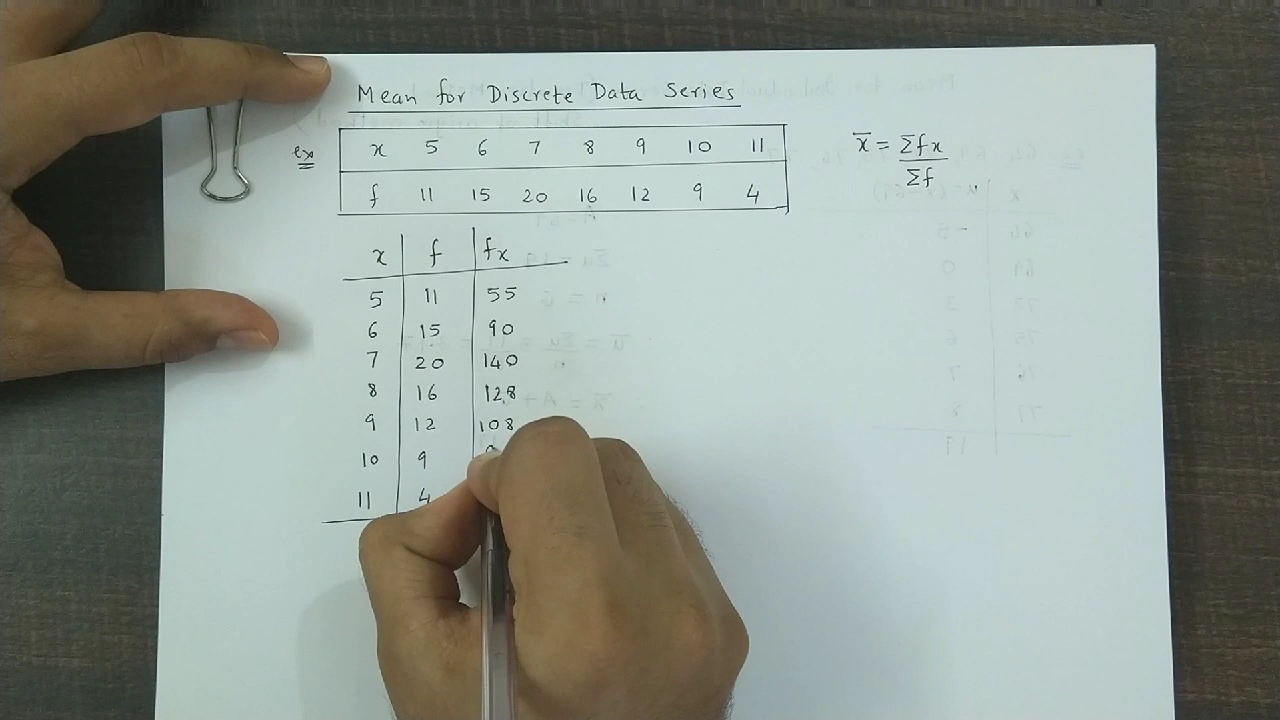 Mean for Discrete Data Series
ex
x 5 6 7 8 9 10 11
f 11 15 20 16 12 9 4
x̄ = Σfx / Σf
x f fx
5 11 55
6 15 90
7 20 140
8 16 128
9 12 108
10 9
11 4